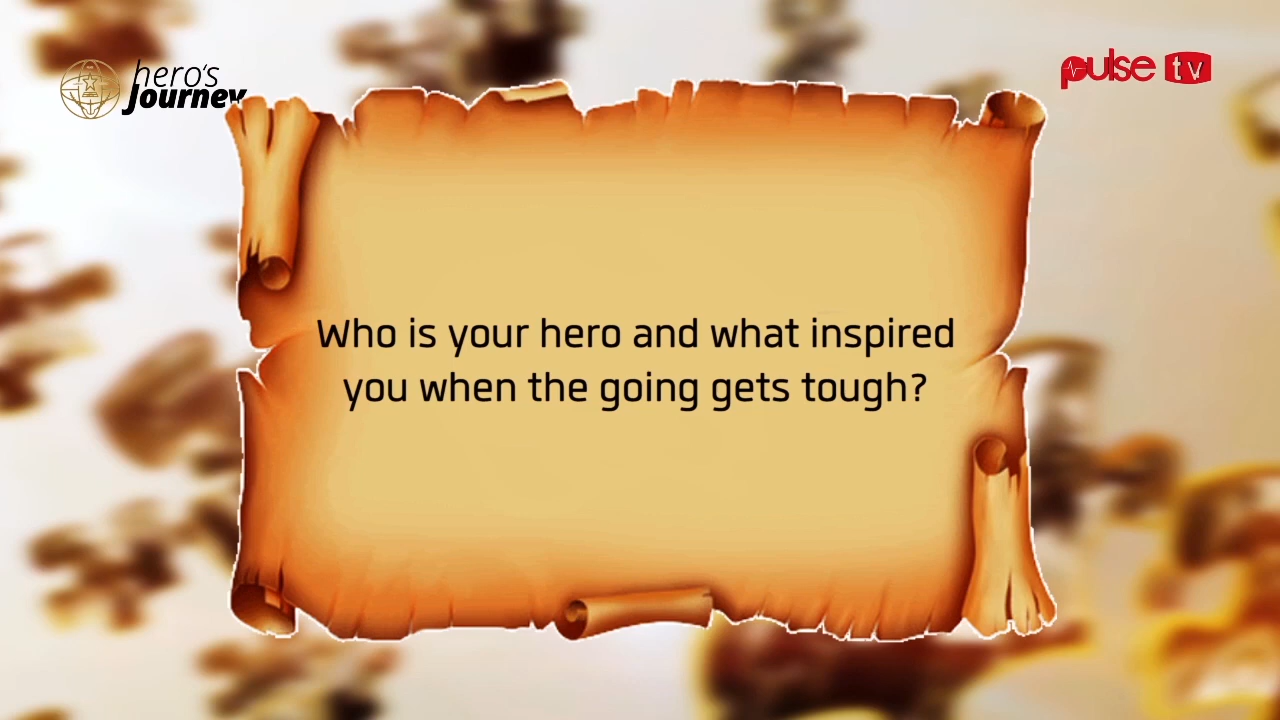 hero's
Journey
pulse tv
Who is your hero and what inspired
you when the going gets tough?